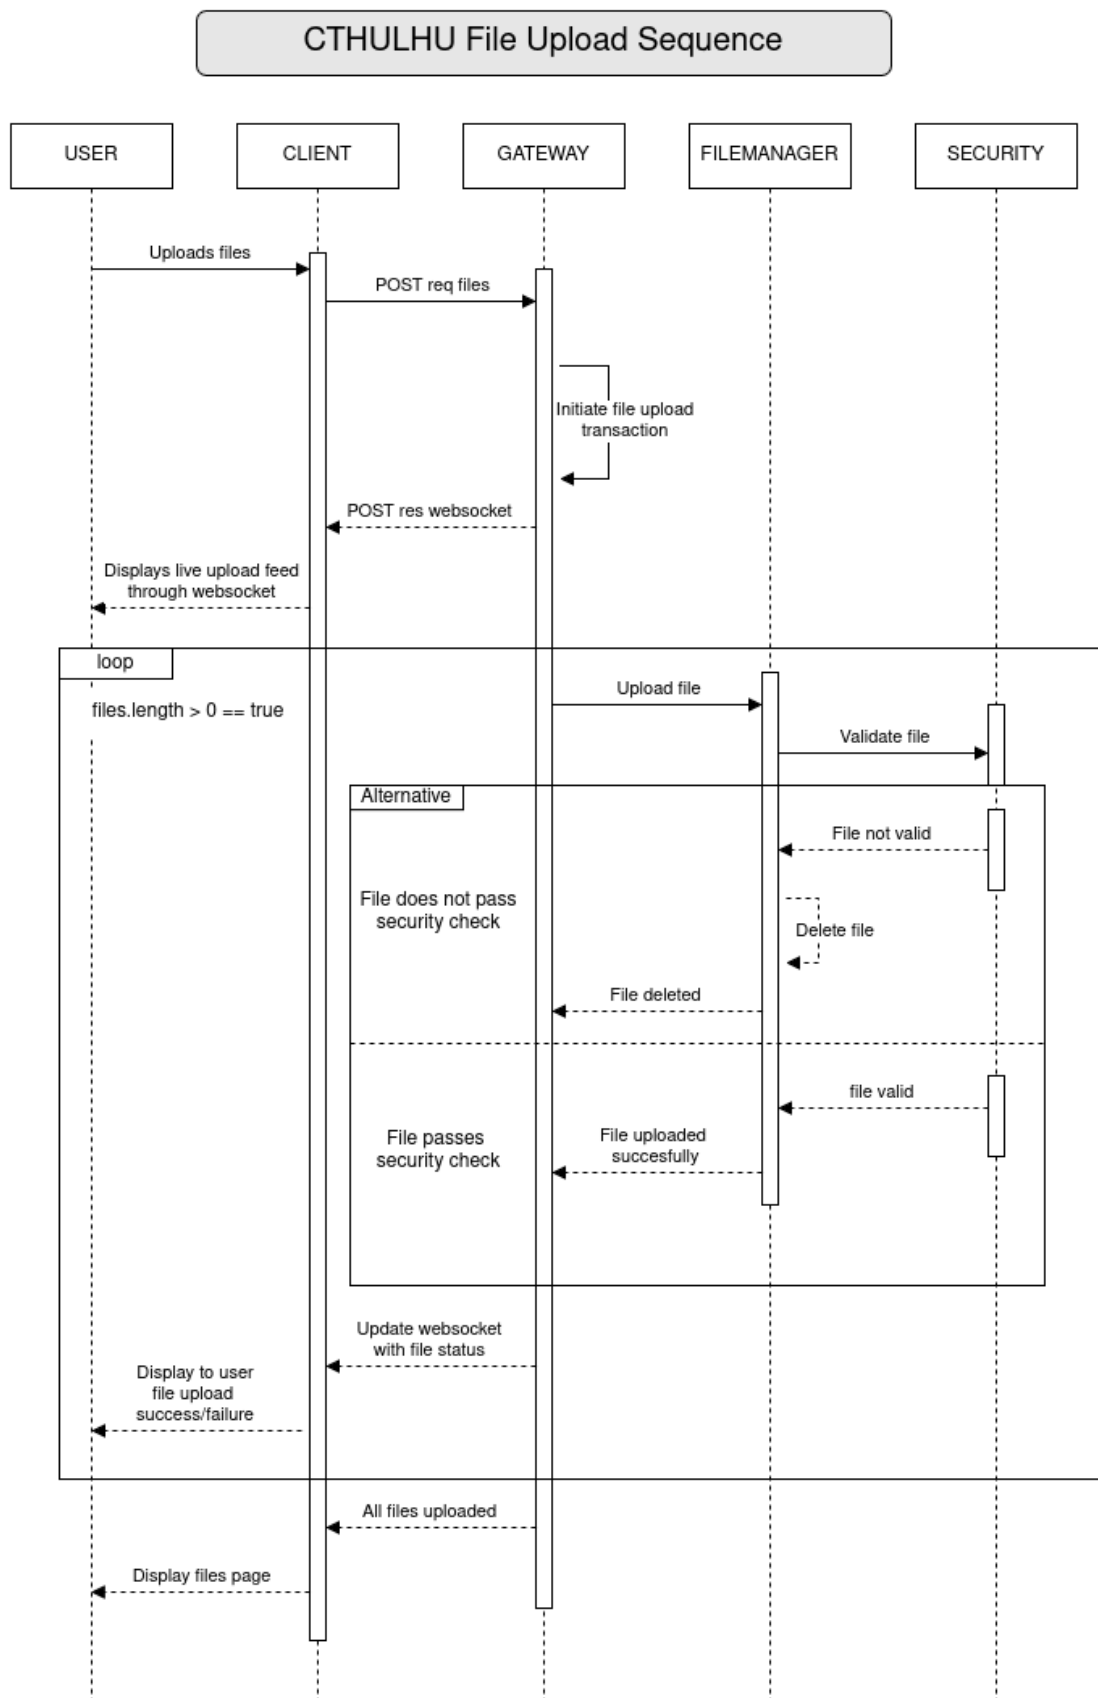 CTHULHU File Upload Sequence
USER
CLIENT
GATEWAY
FILEMANAGER
SECURITY
Uploads files
POST req files
Initiate file upload
transaction
POST res websocket
Displays live upload feed
through websocket
loop
files.length > 0 == true
Upload file
Validate file
Alternative
File not valid
File does not pass
security check
Delete file
File deleted
file valid
File passes
security check
File uploaded
succesfully
Update websocket
with file status
Display to user
file upload
success/failure
All files uploaded
Display files page